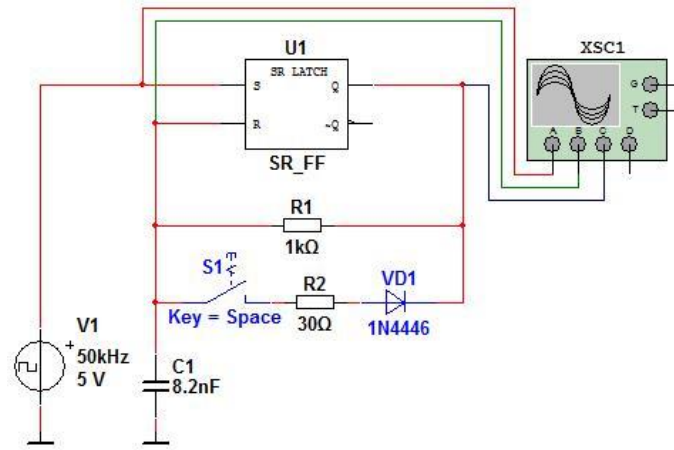 U1
XSC1
SR LATCH
S
Q
R
~Q
SR_FF
G
T
A
B
C
D
R1
1kΩ
S1
R2
VD1
Key = Space
30Ω
1N4446
V1
+
50kHz
5 V
C1
8.2nF